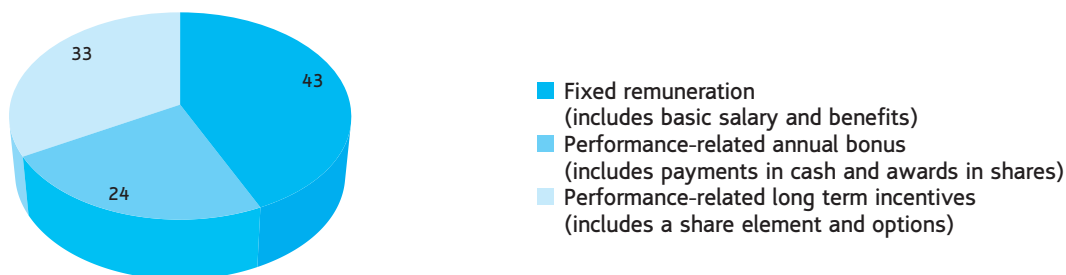 33
43
24
Fixed remuneration
(includes basic salary and benefits)
Performance-related annual bonus
(includes payments in cash and awards in shares)
Performance-related long term incentives
(includes a share element and options)